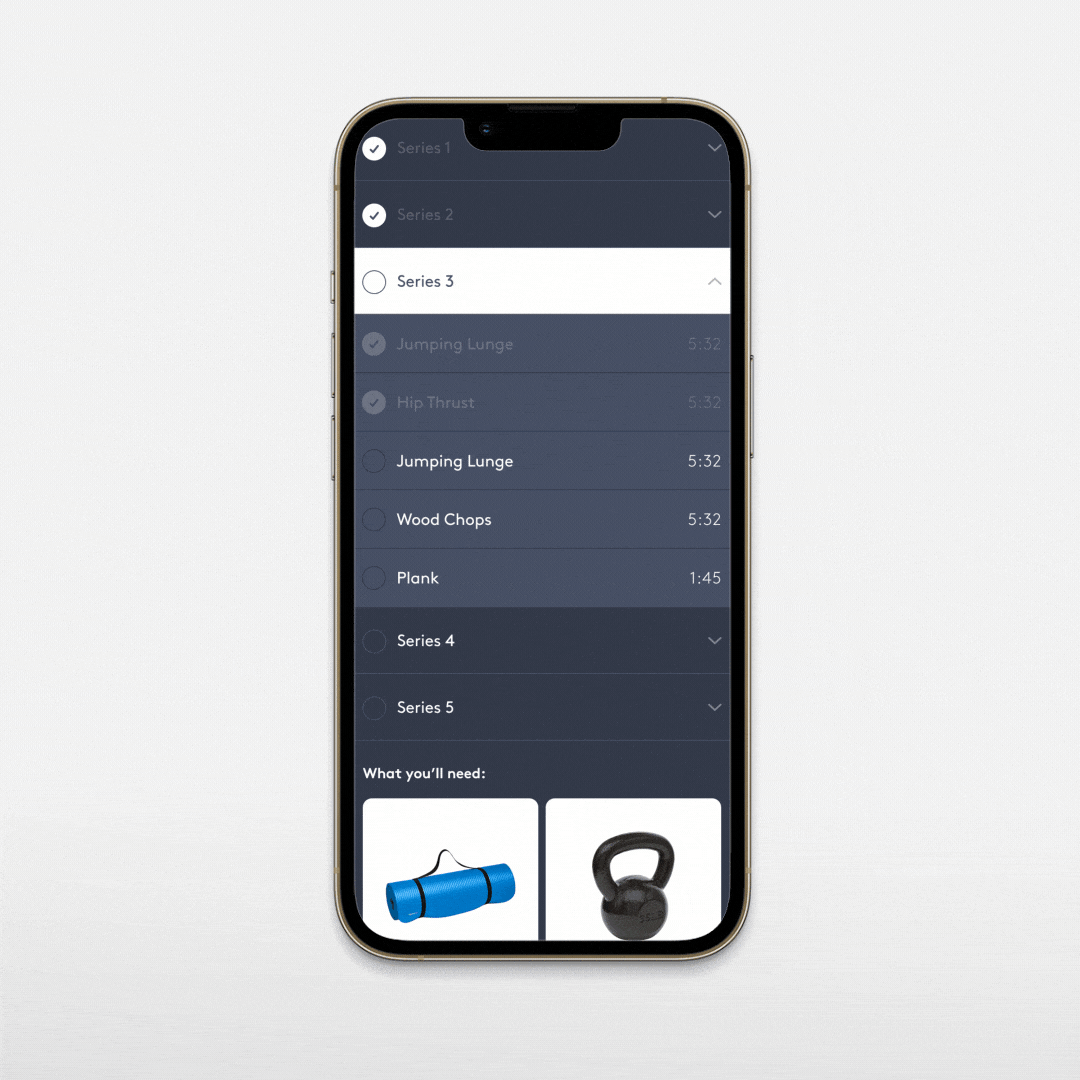 Series 1
Series 2
Series 3
Jumping Lunge 5:32
Hip Thrust 5:32
Jumping Lunge 5:32
Wood Chops 5:32
Plank 1:45
Series 4
Series 5
What you'll need: